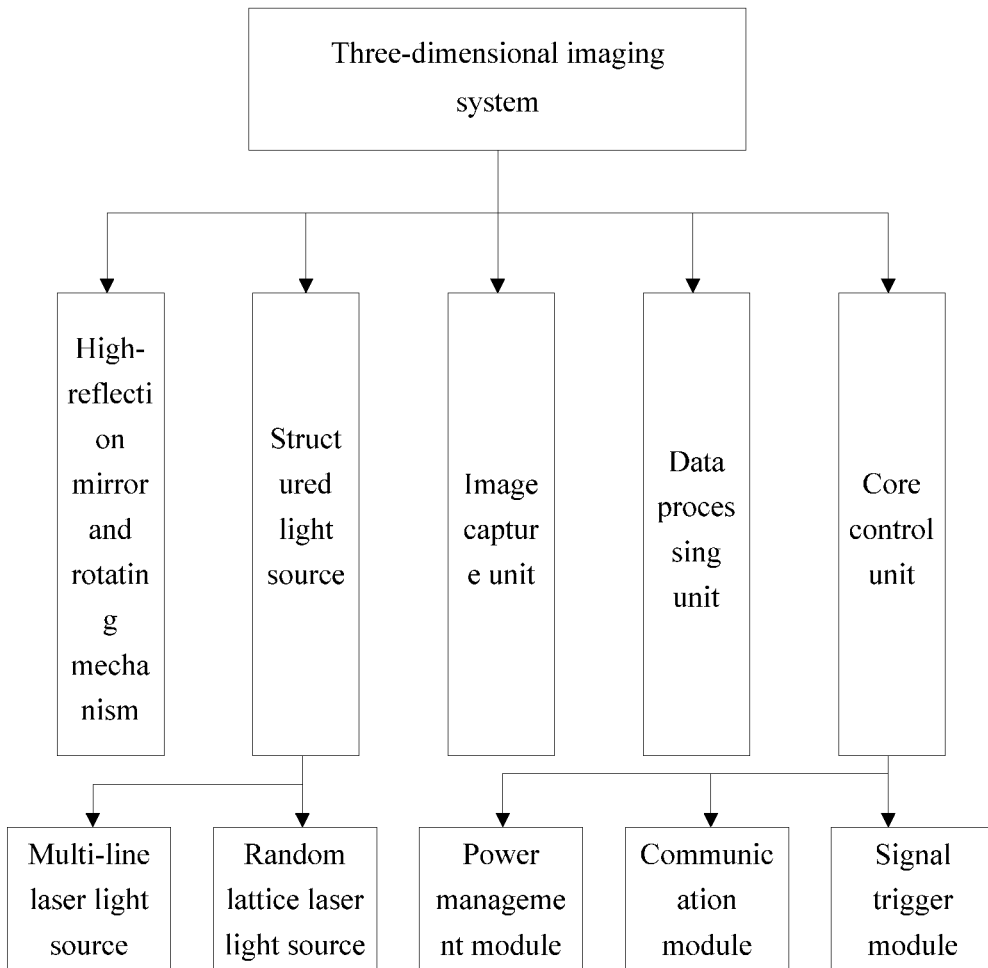 Three-dimensional imaging
system
High-
reflecti
on
mirror
and
rotatin
g
mecha
nism
Struct
ured
light
source
Image
captur
e unit
Data
proces
sing
unit
Core
control
unit
Multi-line
laser light
source
Random
lattice laser
light source
Power
manageme
nt module
Communic
ation
module
Signal
trigger
module